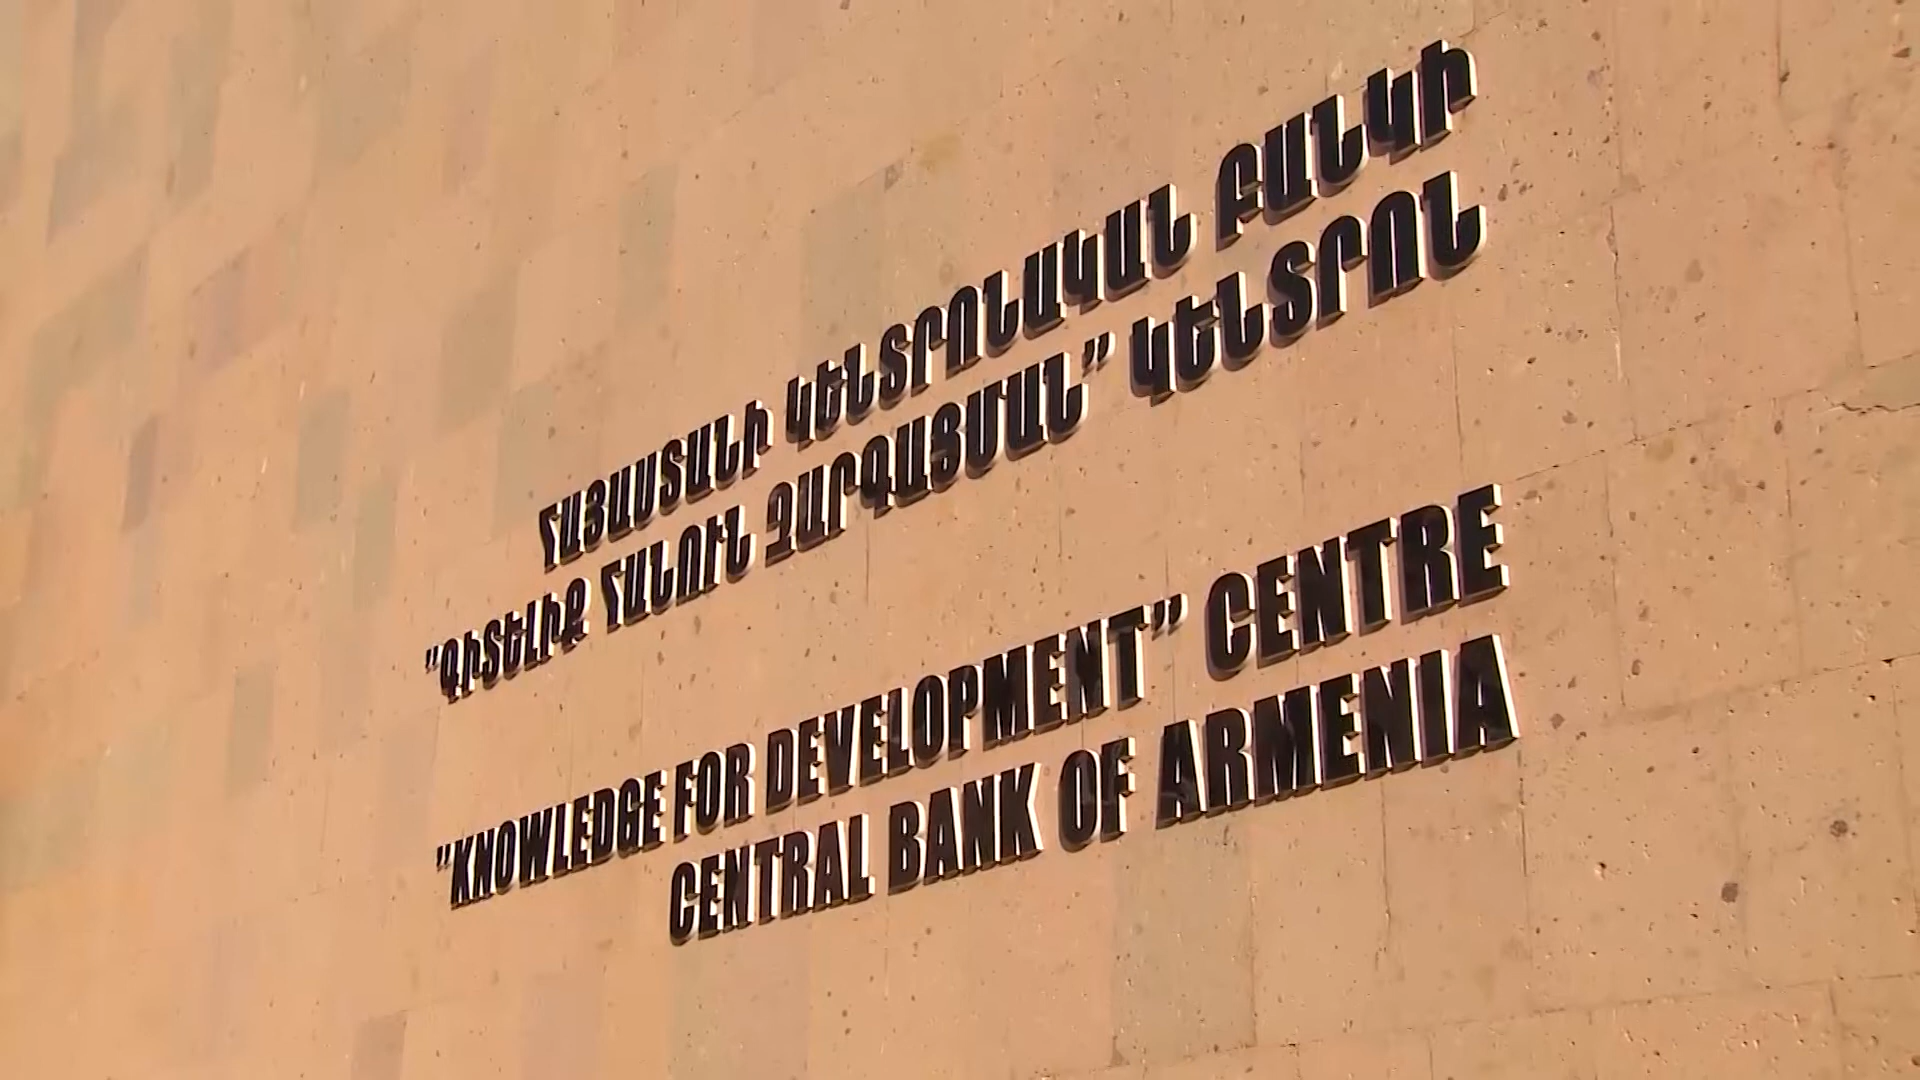 ՀԱՅԱՍՏԱՆԻ ԿԵՆՏՐՈՆԱԿԱՆ ԲԱՆԿԻ
"ԳԻՏԵԼԻՔ ՀԱՆՈՒՆ ԶԱՐԳԱՑՄԱՆ” ԿԵՆՏՐՈՆ
"KNOWLEDGE FOR DEVELOPMENT” CENTRE
CENTRAL BANK OF ARMENIA